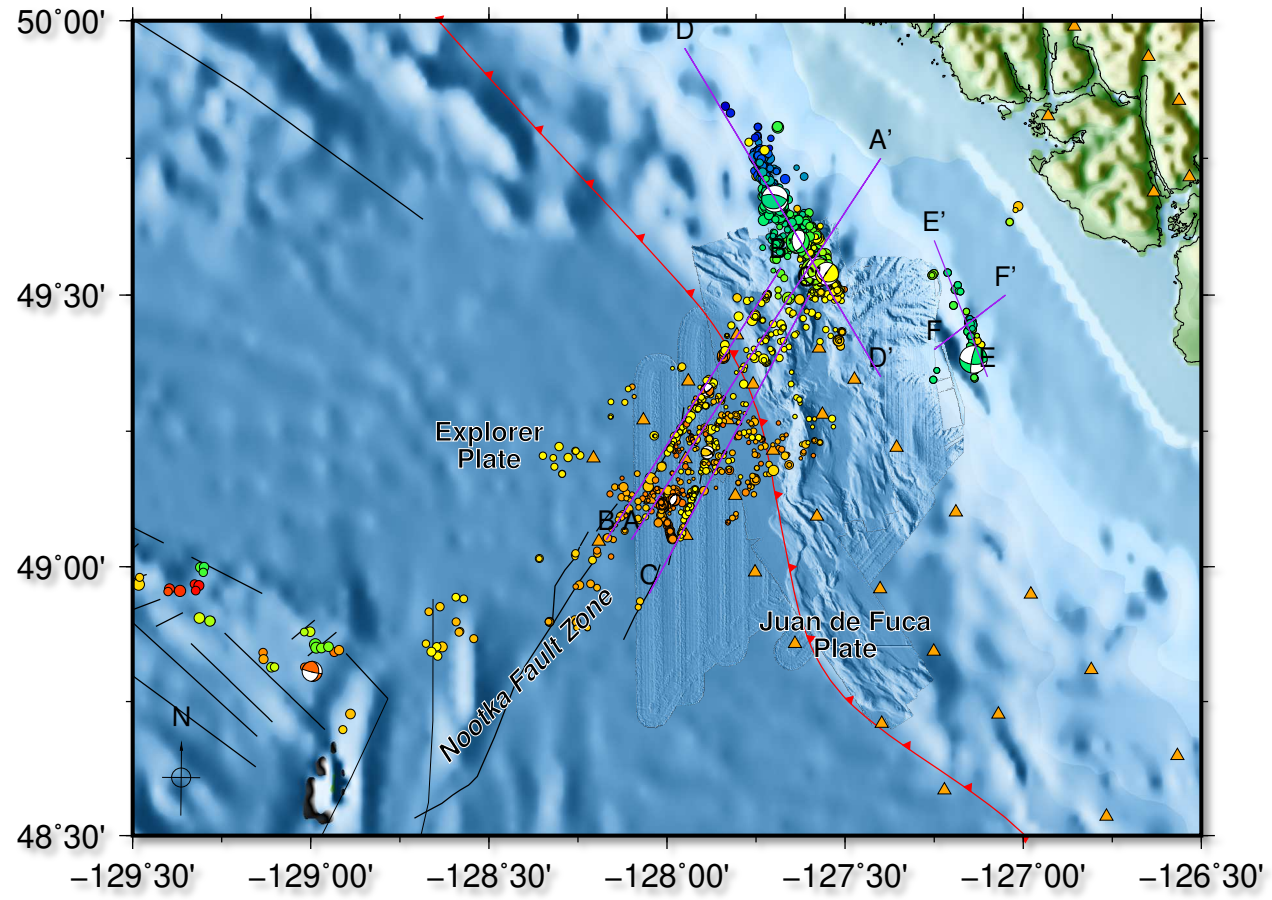 50°00'
D
A'
E'
B'
49°30'
F'
F
E
D'
Explorer
Plate
B
A
C
49°00'
Juan de Fuca
Plate
Nootka Fault Zone
N
48°30'
−129°30'
−129°00'
−128°30'
−128°00'
−127°30'
−127°00'
−126°30'